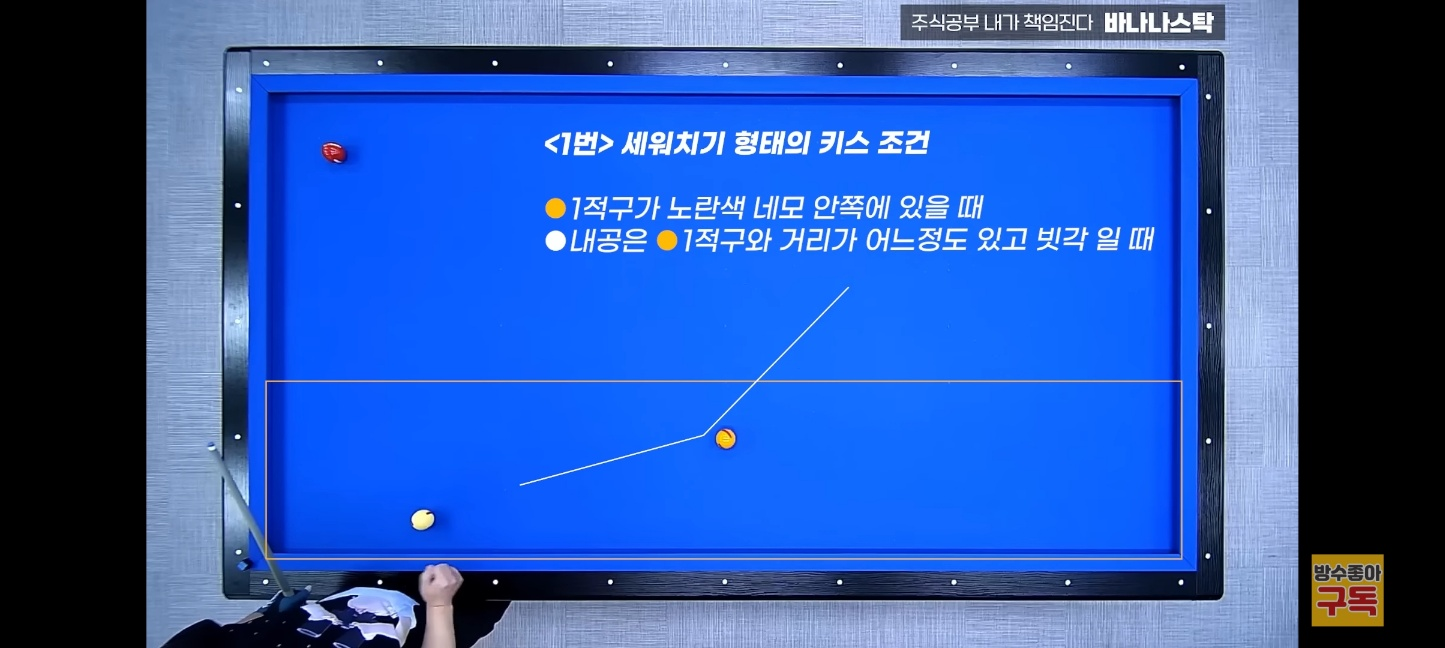 주식공부 내가 책임진다 바나나스탁
<1번> 세워치기 형태의 키스 조건
1적구가 노란색 네모 안쪽에 있을 때
내공은 1적구와 거리가 어느정도 있고 빗각 일 때
방수좋아
구독